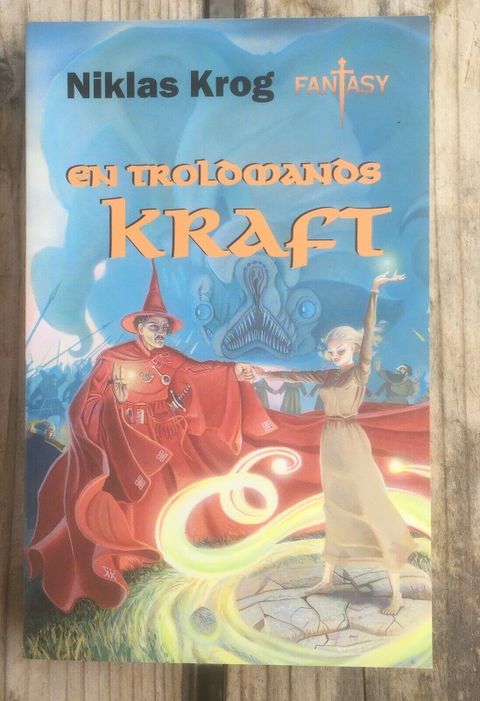 Niklas Krog FANTASY
EN TROLDMANDS
KRAFT